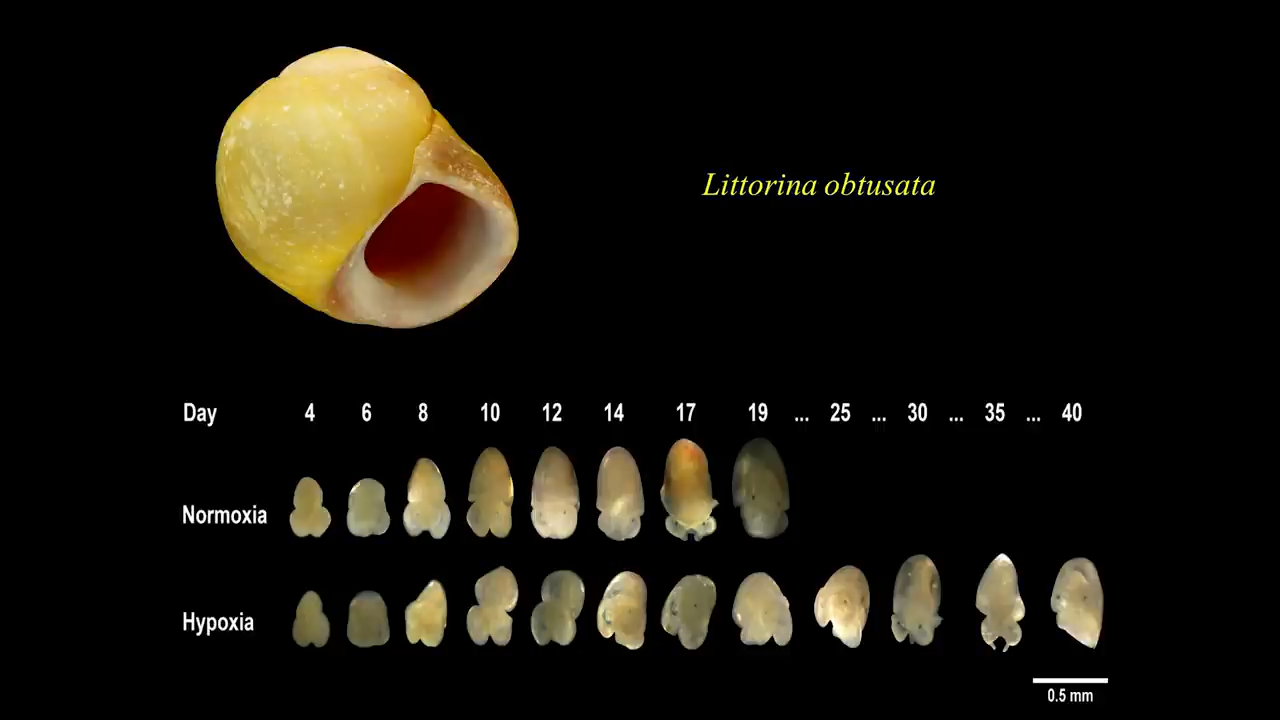 Littorina obtusata
Day 4 6 8 10 12 14 17 19 ... 25 ... 30 ... 35 ... 40
Normoxia
Hypoxia
0.5 mm